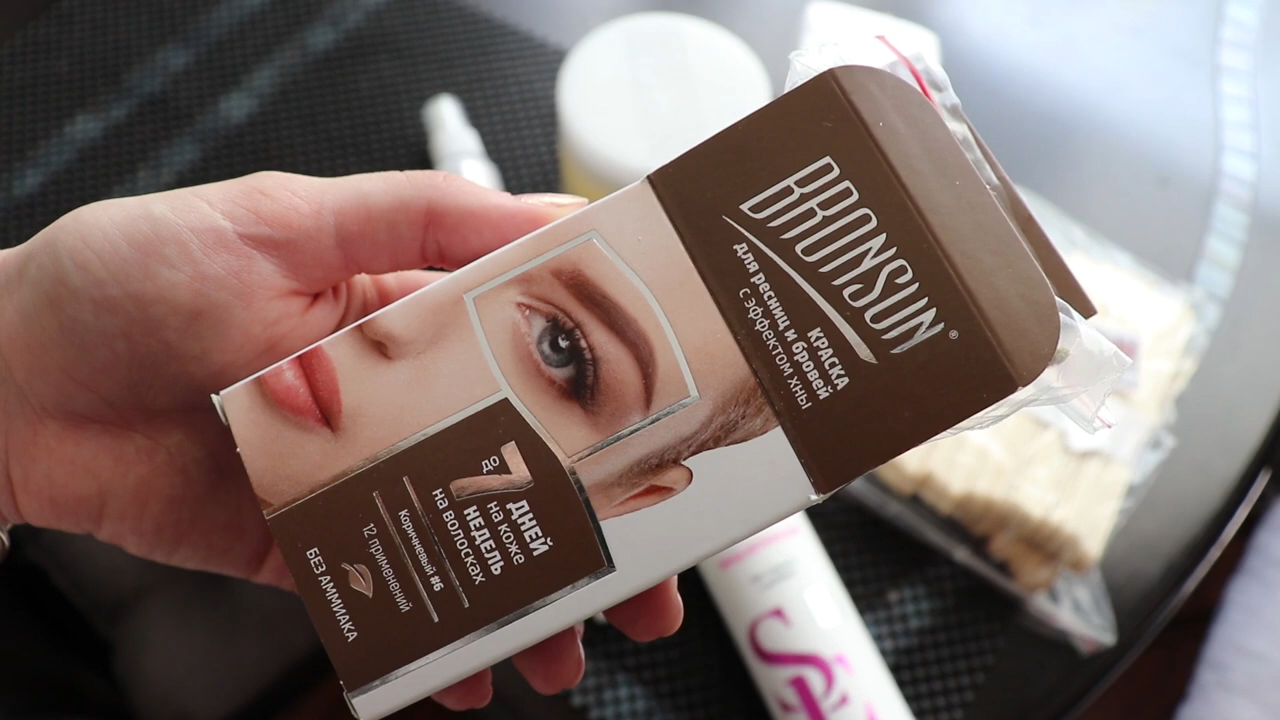 BRONSUN®
КРАСКА
для ресниц и бровей
с эффектом хны
до 7 ДНЕЙ
на коже
НЕДЕЛЬ
на волосках
Коричневый #6
12 применений
БЕЗ АММИАКА